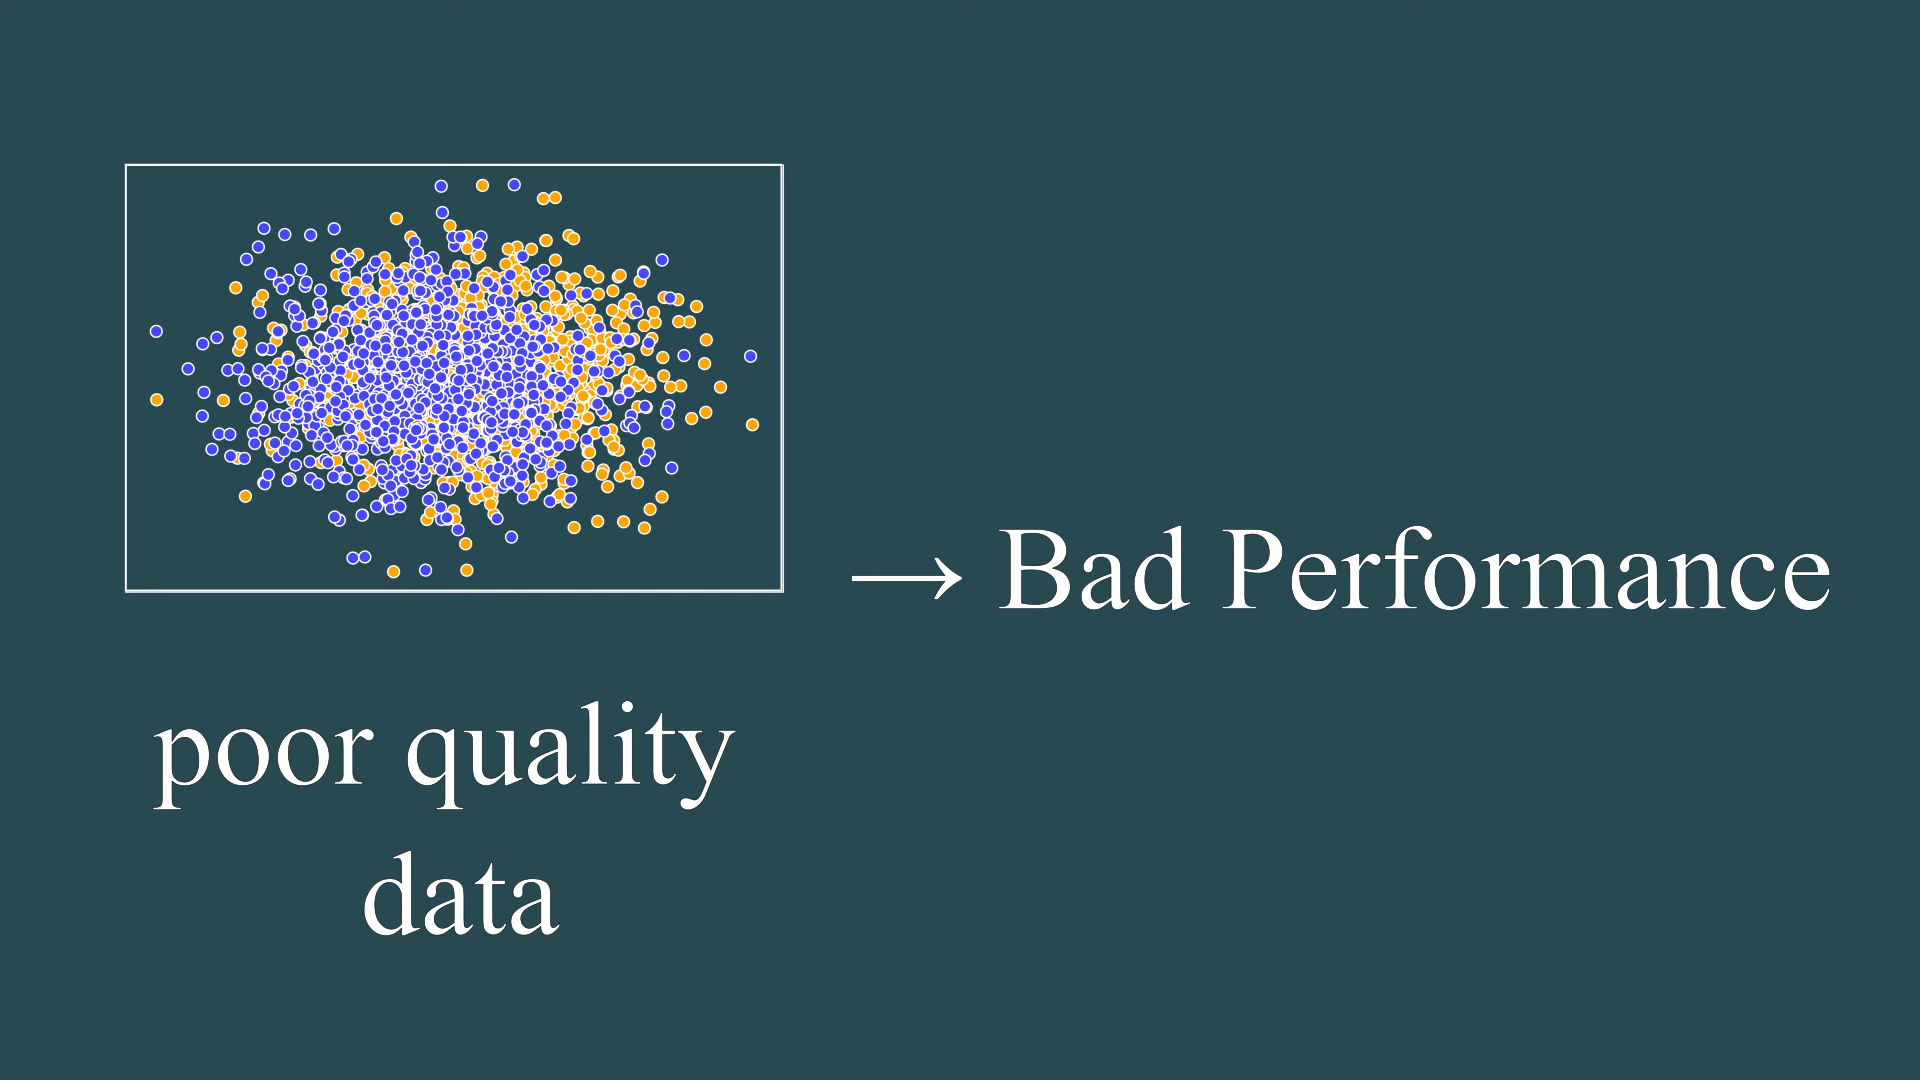 → Bad Performance
poor quality
data